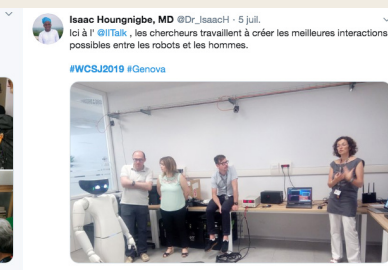 Isaac Houngnigbe, MD @Dr_IsaacH · 5 juil.
Ici à l' @IITalk , les chercheurs travaillent à créer les meilleures interactions
possibles entre les robots et les hommes.
#WCSJ2019 #Genova